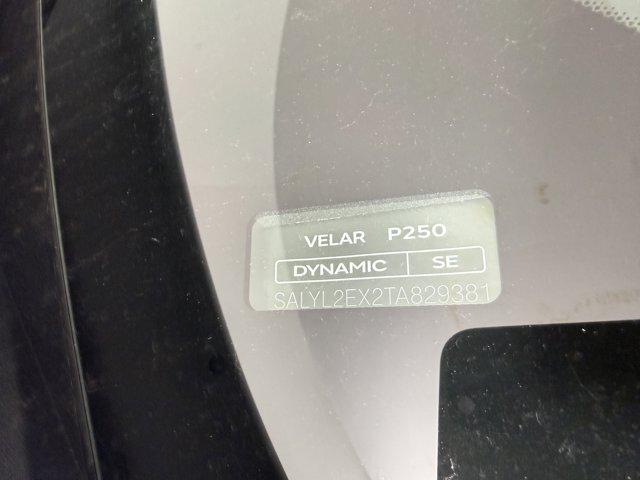 VELAR P250
DYNAMIC SE
SALYL2EX2TA829381